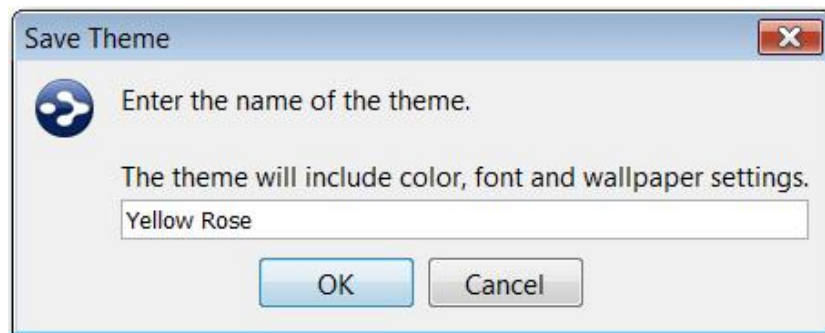 Save Theme
Enter the name of the theme.
The theme will include color, font and wallpaper settings.
Yellow Rose
OK
Cancel